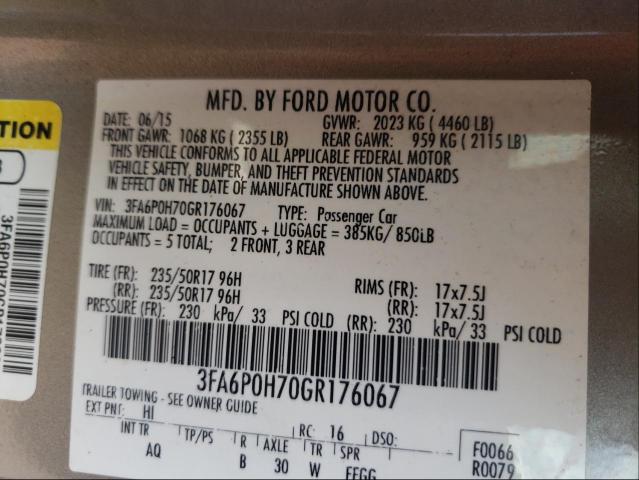 MFD. BY FORD MOTOR CO.
DATE: 06/15 GVWR: 2023 KG ( 4460 LB)
FRONT GAWR: 1068 KG ( 2355 LB) REAR GAWR: 959 KG ( 2115 LB)
THIS VEHICLE CONFORMS TO ALL APPLICABLE FEDERAL MOTOR
VEHICLE SAFETY, BUMPER, AND THEFT PREVENTION STANDARDS
IN EFFECT ON THE DATE OF MANUFACTURE SHOWN ABOVE.
VIN: 3FA6P0H70GR176067 TYPE: Passenger Car
MAXIMUM LOAD = OCCUPANTS + LUGGAGE = 385KG/ 850LB
OCCUPANTS = 5 TOTAL; 2 FRONT, 3 REAR
TIRE (FR): 235/50R17 96H RIMS (FR): 17x7.5J
(RR): 235/50R17 96H (RR): 17x7.5J
PRESSURE (FR): 230 kPa/ 33 PSI COLD (RR): 230 kPa/ 33 PSI COLD
3FA6P0H70GR176067
TRAILER TOWING - SEE OWNER GUIDE
EXT PNT: HI RC: 16 DSO: F0066
INT TR TP/PS R AXLE TR SPR R0079
AQ B 30 W EEGG
TION